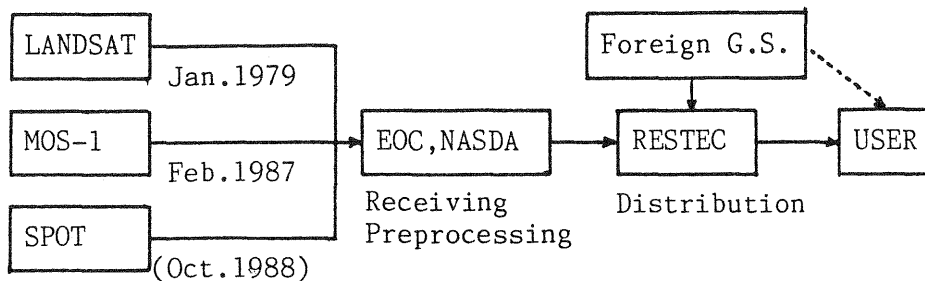 LANDSAT
Jan.1979
MOS-1
Feb.1987
SPOT
(Oct.1988)
EOC,NASDA
Receiving
Preprocessing
Foreign G.S.
RESTEC
Distribution
USER